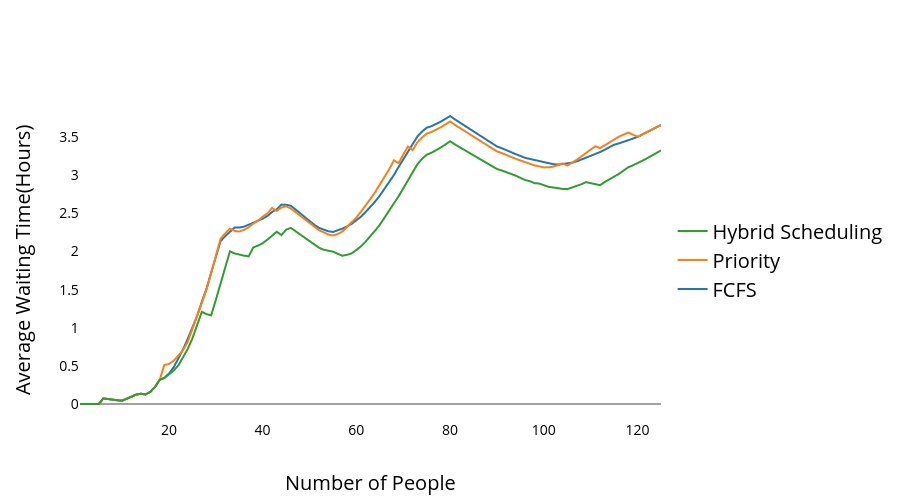 Average Waiting Time(Hours)
3.5
3
2.5
2
1.5
1
0.5
0
20 40 60 80 100 120
Number of People
Hybrid Scheduling
Priority
FCFS